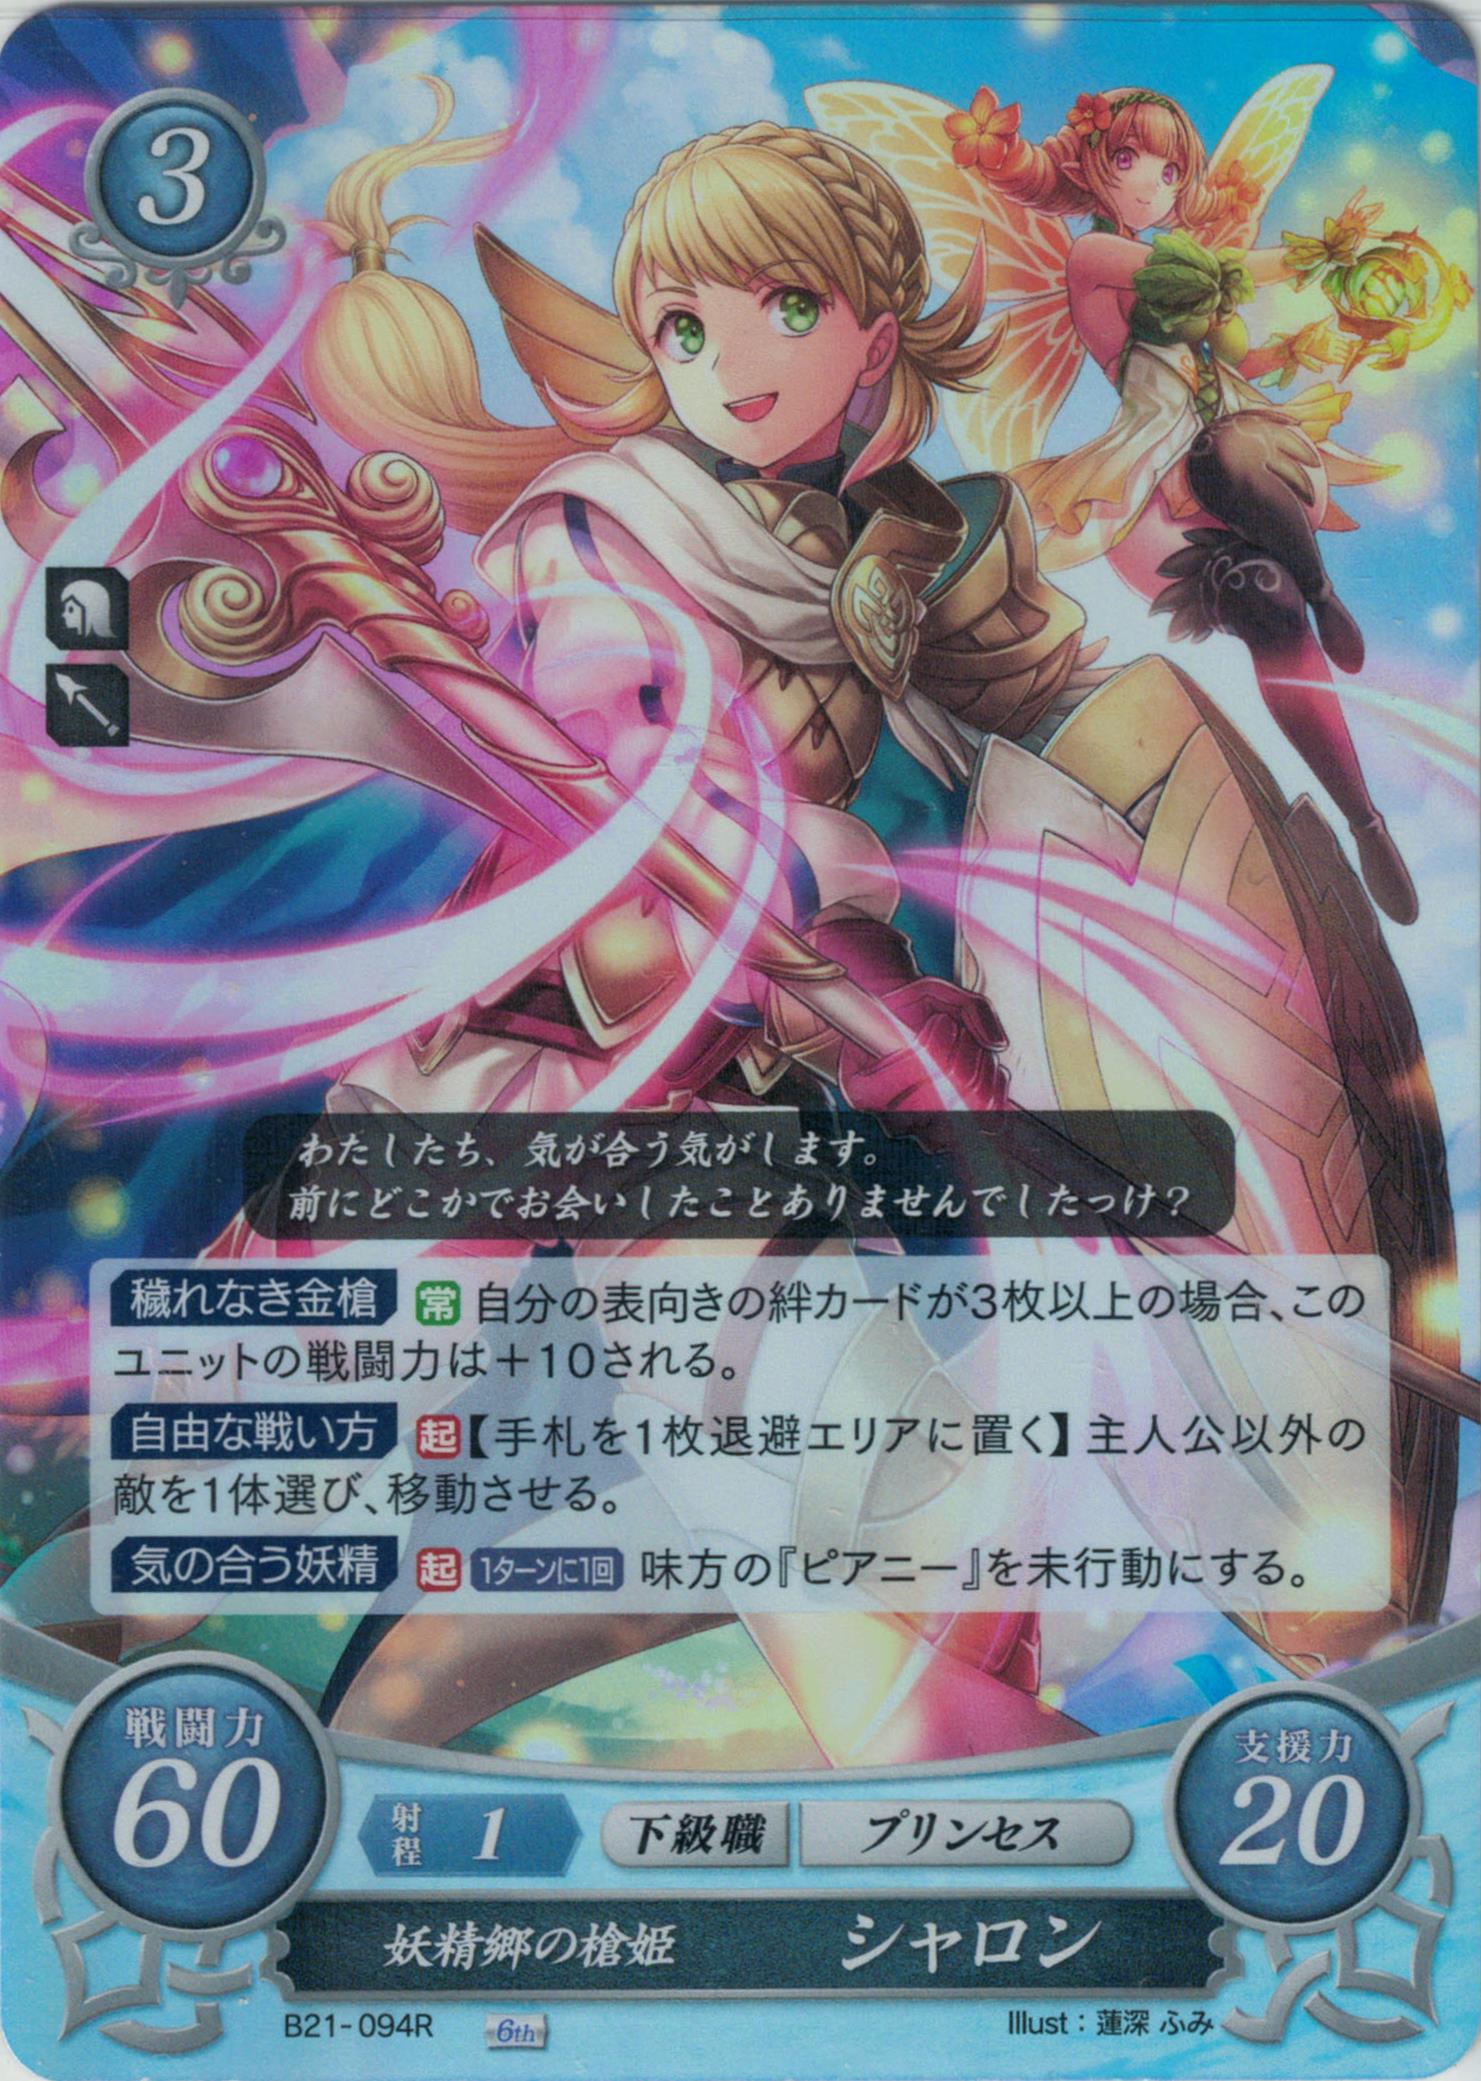 3
わたしたち、気が合う気がします。
前にどこかでお会いしたことありませんでしたっけ？
穢れなき金槍 常 自分の表向きの絆カードが3枚以上の場合、この
ユニットの戦闘力は＋10される。
自由な戦い方 起【手札を1枚退避エリアに置く】主人公以外の
敵を1体選び、移動させる。
気の合う妖精 起 1ターンに1回 味方の『ピアニー』を未行動にする。
戦闘力
60
射程 1 下級職 プリンセス
支援力
20
妖精郷の槍姫 シャロン
B21-094R 6th Illust：蓮深 ふみ